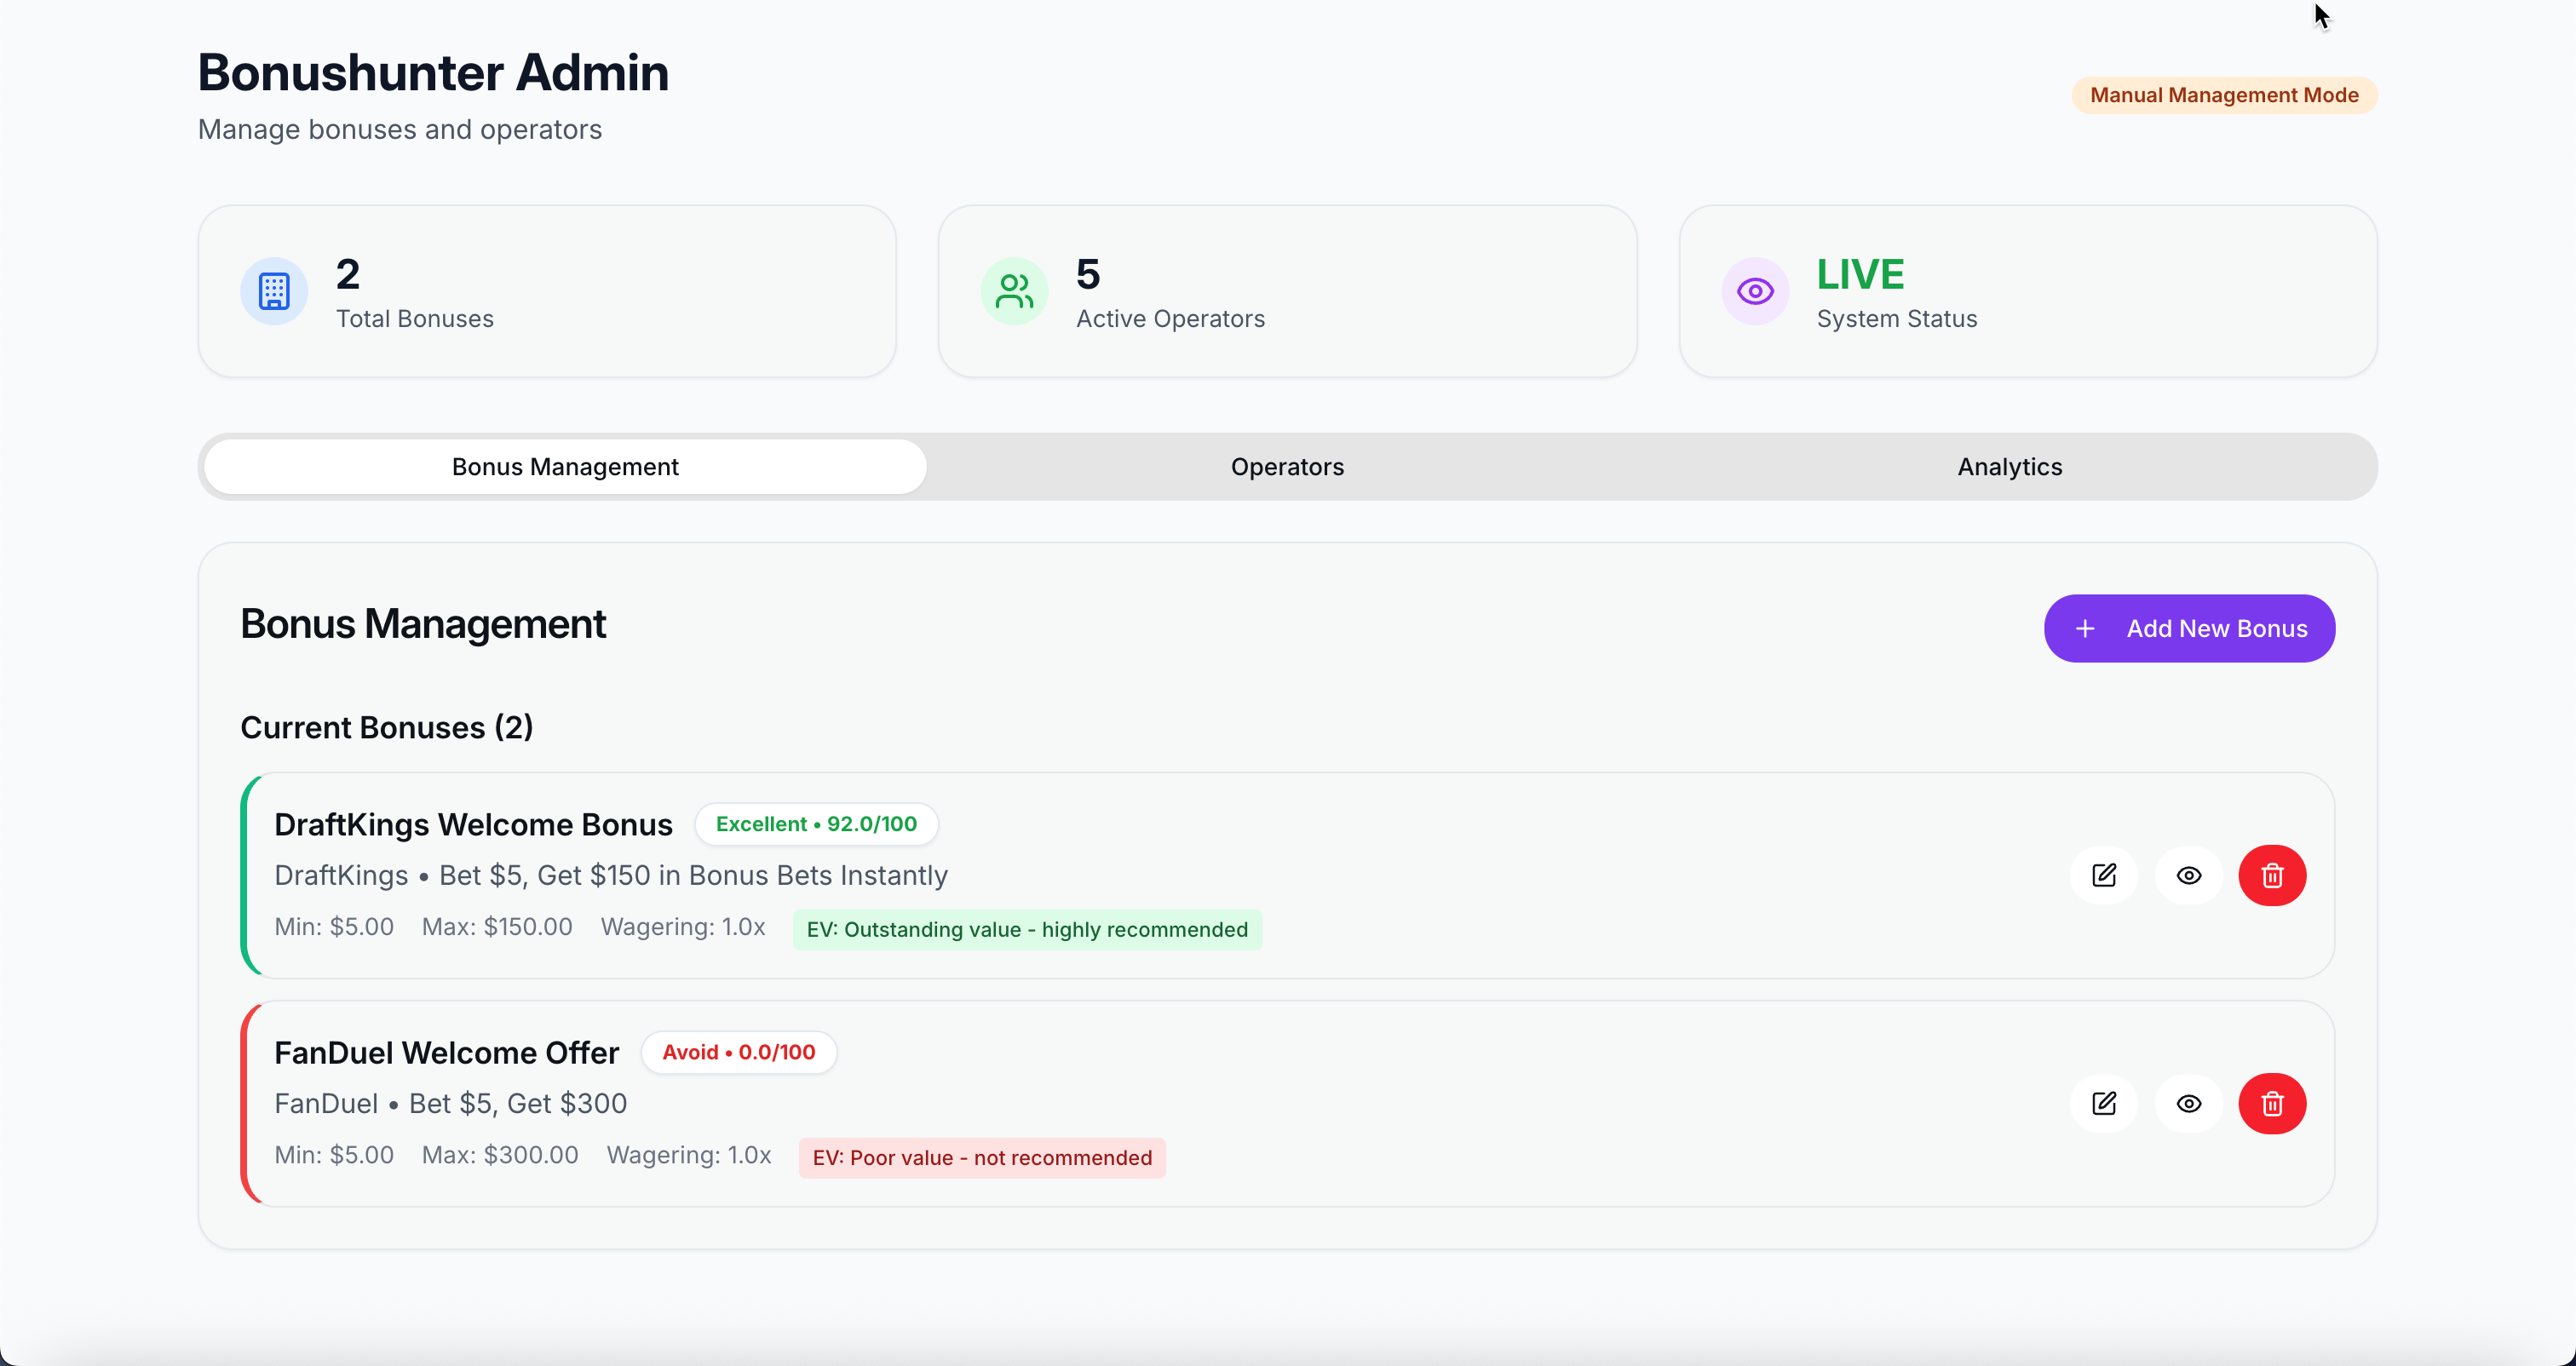 Bonushunter Admin
Manage bonuses and operators
Manual Management Mode
2
Total Bonuses
5
Active Operators
LIVE
System Status
Bonus Management
Operators
Analytics
Bonus Management
Add New Bonus
Current Bonuses (2)
DraftKings Welcome Bonus
Excellent • 92.0/100
DraftKings • Bet $5, Get $150 in Bonus Bets Instantly
Min: $5.00 Max: $150.00 Wagering: 1.0x EV: Outstanding value - highly recommended
FanDuel Welcome Offer
Avoid • 0.0/100
FanDuel • Bet $5, Get $300
Min: $5.00 Max: $300.00 Wagering: 1.0x EV: Poor value - not recommended